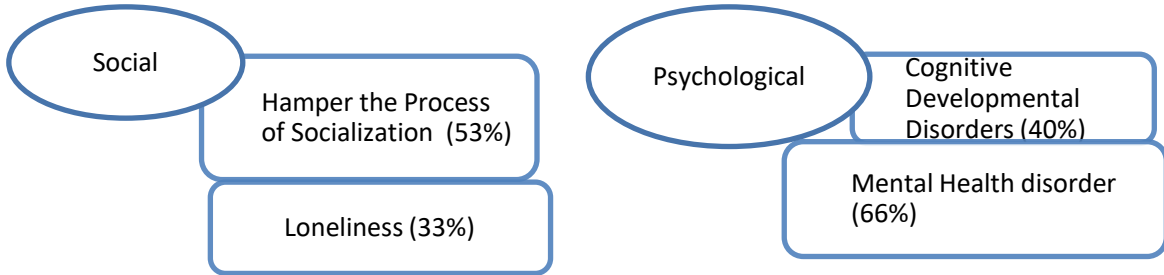 Social
Hamper the Process
of Socialization (53%)
Loneliness (33%)
Psychological
Cognitive
Developmental
Disorders (40%)
Mental Health disorder
(66%)